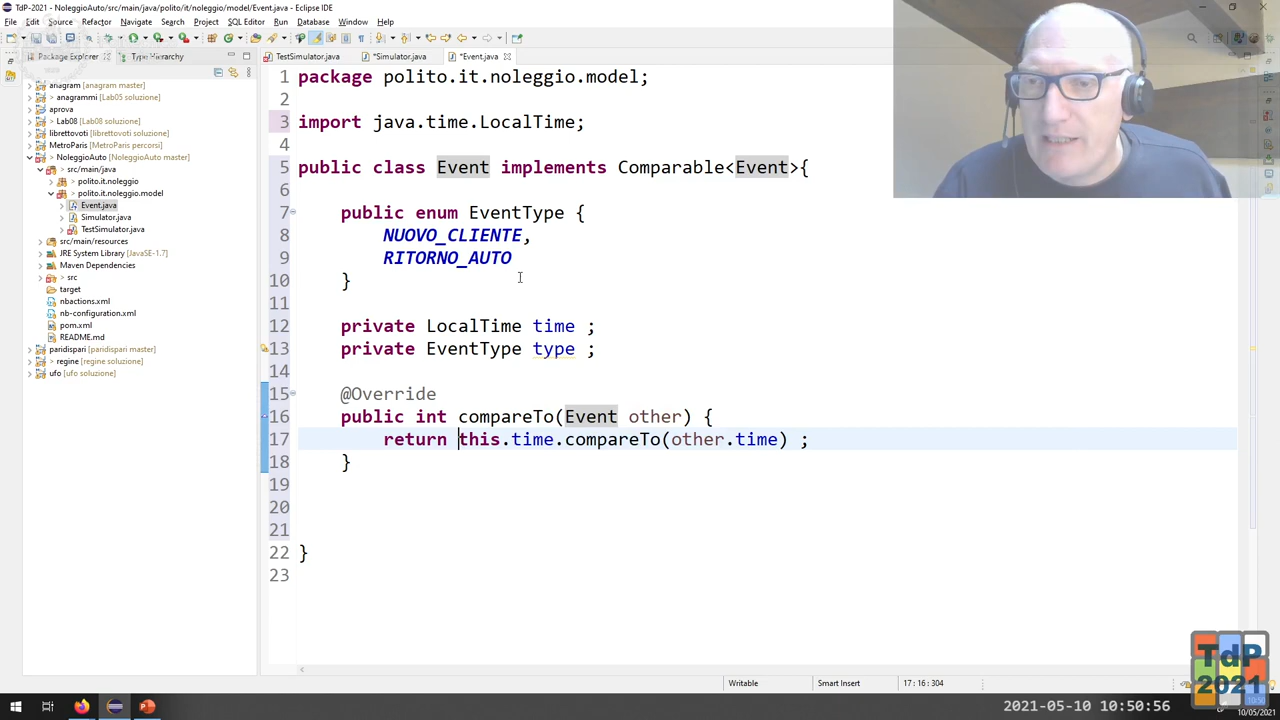 TdP-2021 - NoleggioAuto/src/main/java/polito/it/noleggio/model/Event.java - Eclipse IDE
File Edit Source Refactor Navigate Search Project SQL Editor Run Database Window Help
Package Explorer Type Hierarchy
TestSimulator.java *Simulator.java *Event.java
anagram [anagram master]
> anagrammi [Lab05 soluzione]
aprova
> Lab08 [Lab08 soluzione]
librettovoti [librettovoti soluzione]
MetroParis [MetroParis percorsi]
> NoleggioAuto [NoleggioAuto master]
> src/main/java
> polito.it.noleggio
> polito.it.noleggio.model
Event.java
Simulator.java
TestSimulator.java
src/main/resources
JRE System Library [JavaSE-1.7]
Maven Dependencies
> src
target
nbactions.xml
nb-configuration.xml
pom.xml
README.md
paridispari [paridispari master]
> regine [regine soluzione]
ufo [ufo soluzione]
1 package polito.it.noleggio.model;
2
3 import java.time.LocalTime;
4
5 public class Event implements Comparable<Event>{
6
7 public enum EventType {
8 NUOVO_CLIENTE,
9 RITORNO_AUTO
10 }
11
12 private LocalTime time ;
13 private EventType type ;
14
15 @Override
16 public int compareTo(Event other) {
17 return this.time.compareTo(other.time) ;
18 }
19
20
21
22 }
23
Writable Smart Insert 17 : 16 : 304
TdP
2021
2021-05-10 10:50:56
10:50
10/05/2021